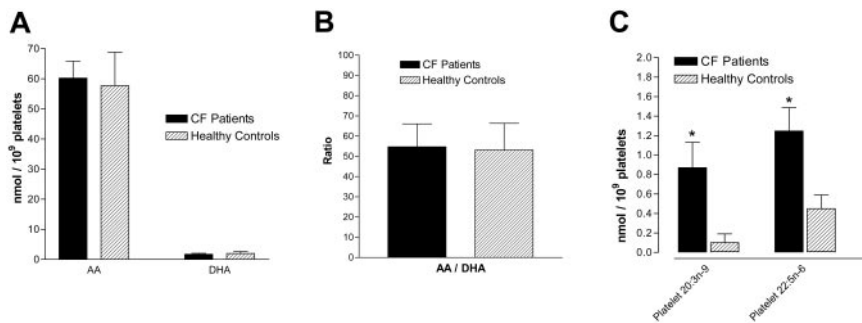 A
70
60
50
40
30
20
10
0
nmol / 10⁹ platelets
CF Patients
Healthy Controls
AA DHA
B
100
90
80
70
60
50
40
30
20
10
0
Ratio
CF Patients
Healthy Controls
AA / DHA
C
2.0
1.8
1.6
1.4
1.2
1.0
0.8
0.6
0.4
0.2
0.0
nmol / 10⁹ platelets
CF Patients
Healthy Controls
*
*
Platelet 20:3n-9
Platelet 22:5n-6